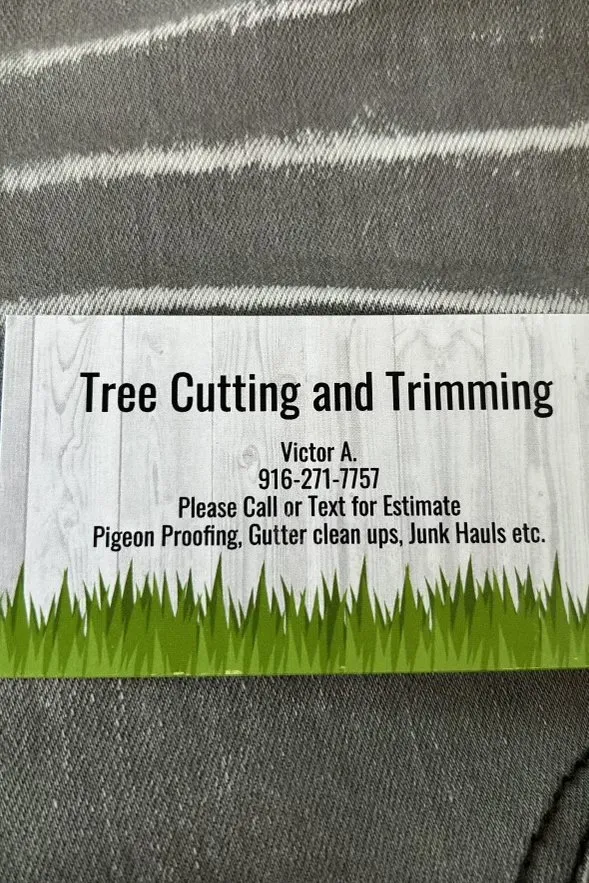 Tree Cutting and Trimming
Victor A.
916-271-7757
Please Call or Text for Estimate
Pigeon Proofing, Gutter clean ups, Junk Hauls etc.